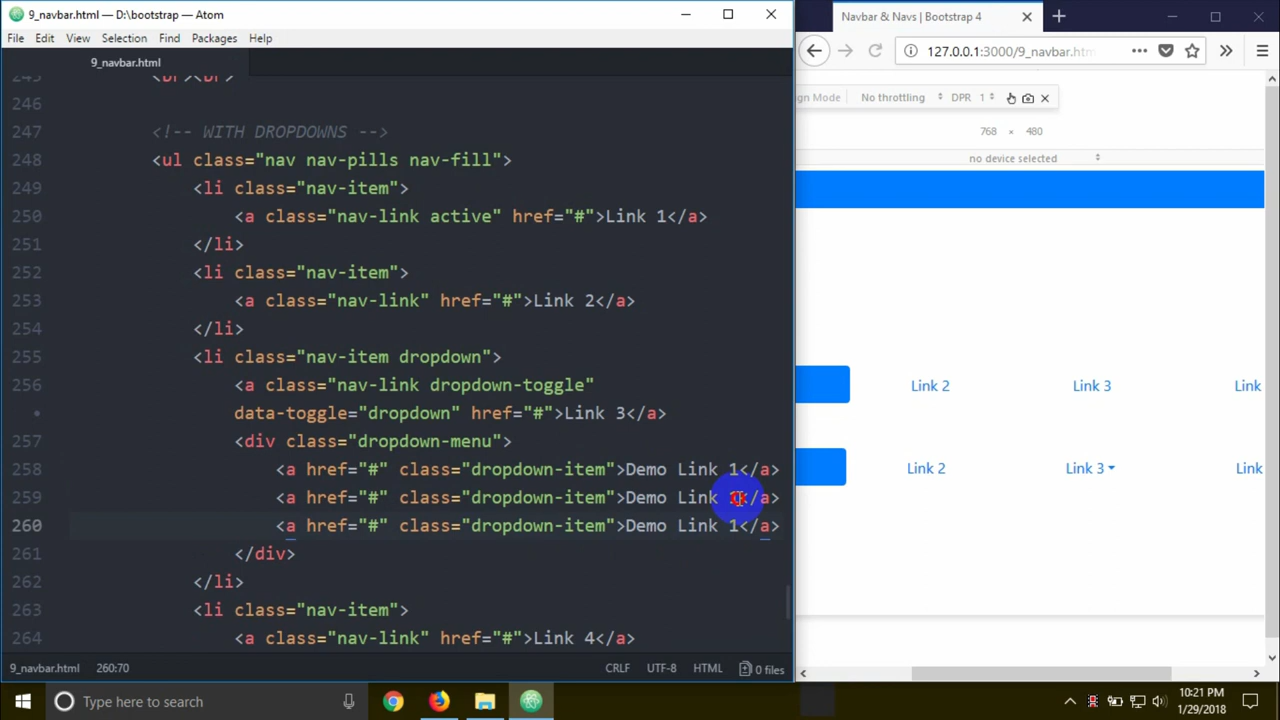 9_navbar.html — D:\bootstrap — Atom
File Edit View Find Packages Help
9_navbar.html
245 <br><br>
246
247 <!-- WITH DROPDOWNS -->
248 <ul class="nav nav-pills nav-fill">
249 <li class="nav-item">
250 <a class="nav-link active" href="#">Link 1</a>
251 </li>
252 <li class="nav-item">
253 <a class="nav-link" href="#">Link 2</a>
254 </li>
255 <li class="nav-item dropdown">
256 <a class="nav-link dropdown-toggle"
• data-toggle="dropdown" href="#">Link 3</a>
257 <div class="dropdown-menu">
258 <a href="#" class="dropdown-item">Demo Link 1</a>
259 <a href="#" class="dropdown-item">Demo Link </a>
260 <a href="#" class="dropdown-item">Demo Link 1</a>
261 </div>
262 </li>
263 <li class="nav-item">
264 <a class="nav-link" href="#">Link 4</a>
9_navbar.html 260:70 CRLF UTF-8 HTML 0 files
Navbar & Navs | Bootstrap 4
127.0.0.1:3000/9_navbar.htm
gn Mode No throttling DPR 1
768 × 480
no device selected
Link 2 Link 3 Link
Link 2 Link 3 Link
Type here to search
10:21 PM
1/29/2018